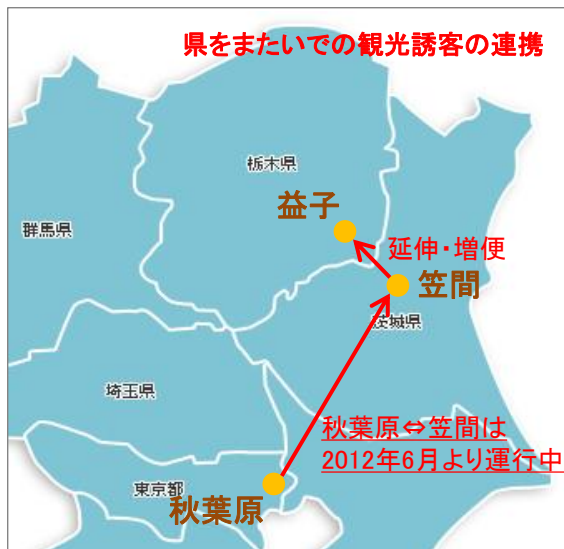 県をまたいでの観光誘客の連携
栃木県
益子
群馬県
延伸・増便
笠間
茨城県
埼玉県
秋葉原⇔笠間は
2012年6月より運行中
東京都
秋葉原